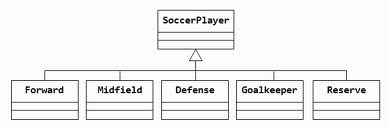 SoccerPlayer
Forward
Midfield
Defense
Goalkeeper
Reserve